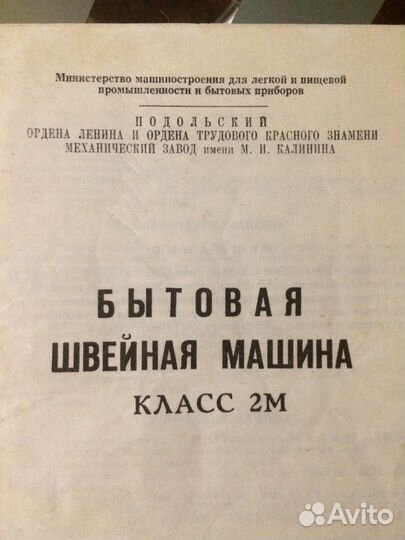 Министерство машиностроения для легкой и пищевой
промышленности и бытовых приборов
ПОДОЛЬСКИЙ
ОРДЕНА ЛЕНИНА И ОРДЕНА ТРУДОВОГО КРАСНОГО ЗНАМЕНИ
МЕХАНИЧЕСКИЙ ЗАВОД имени М. И. КАЛИНИНА
БЫТОВАЯ
ШВЕЙНАЯ МАШИНА
КЛАСС 2М
Avito